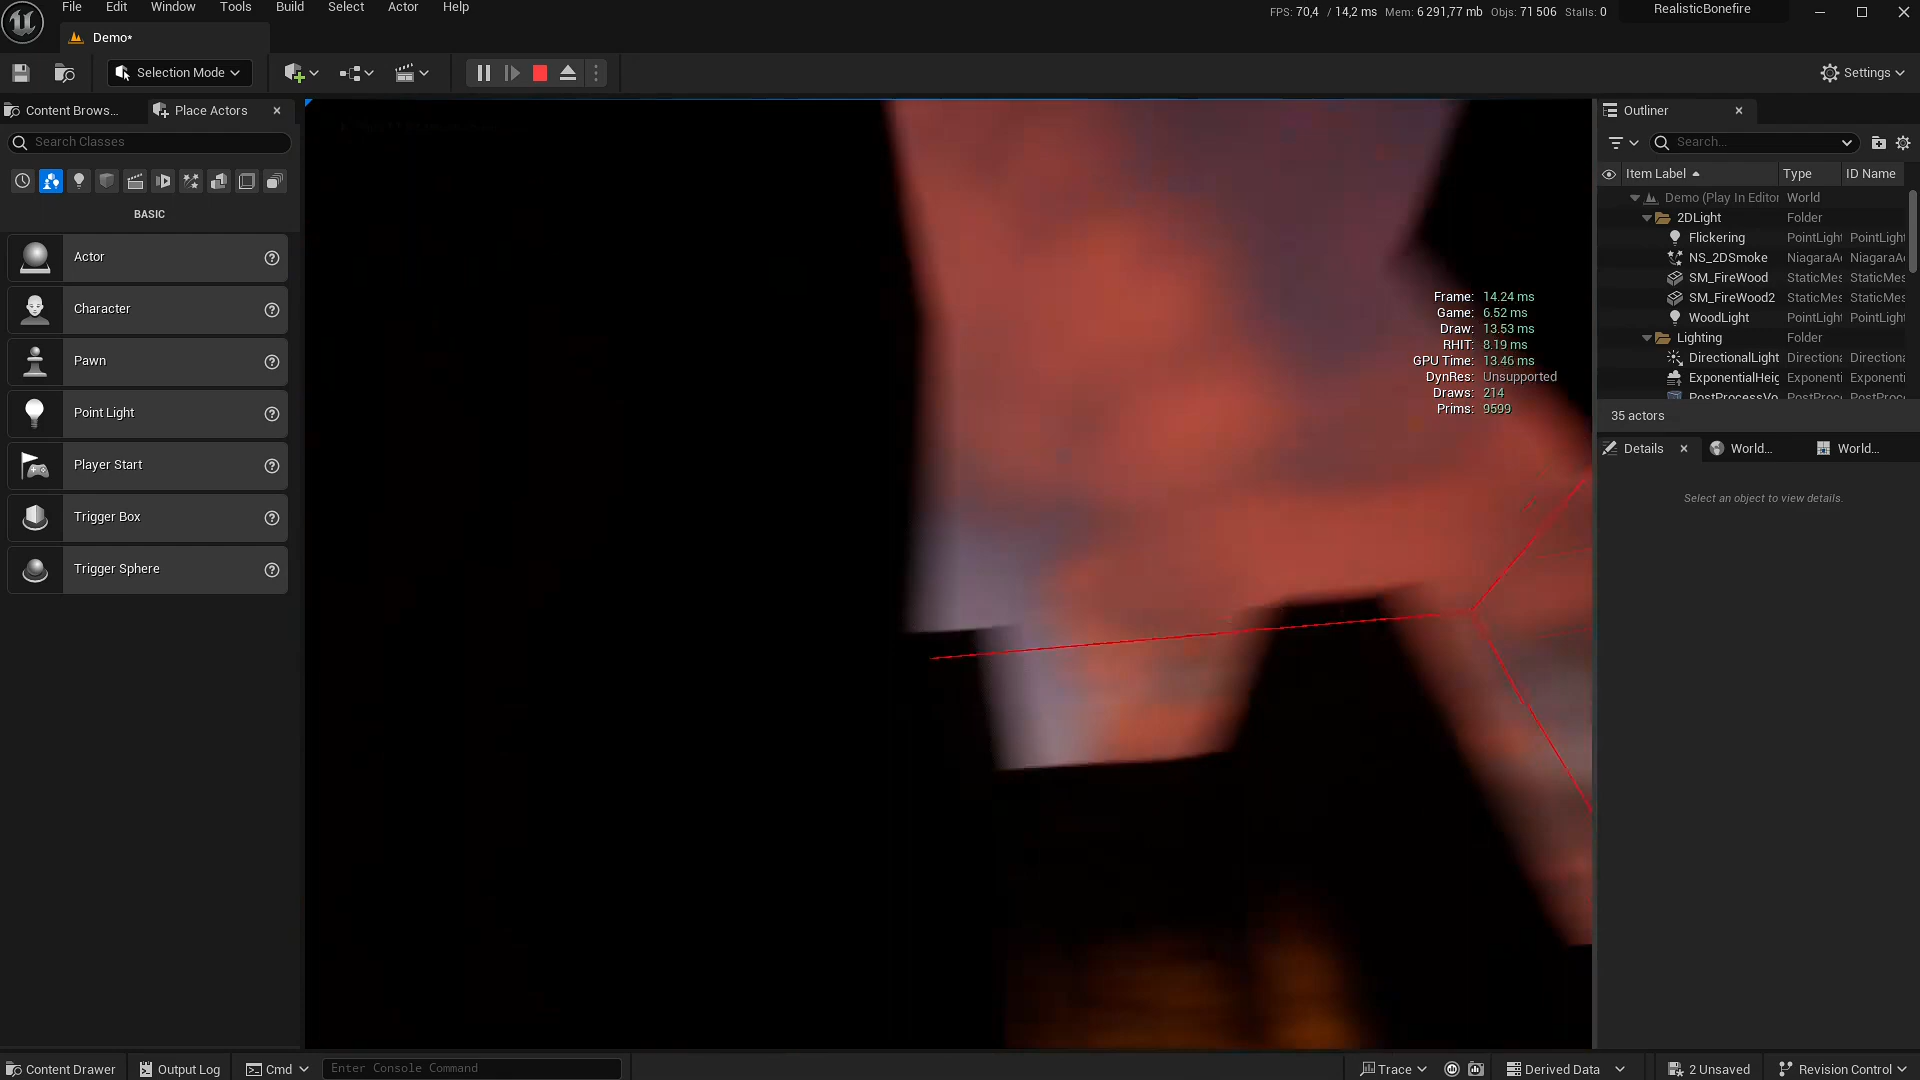 File Edit Window Tools Build Select Actor Help
FPS: 70,4 / 14,2 ms Mem: 6 291,77 mb Objs: 71 506 Stalls: 0
RealisticBonefire
Demo*
Selection Mode
Settings
Content Brows...
Place Actors
Search Classes
BASIC
Actor
Character
Pawn
Point Light
Player Start
Trigger Box
Trigger Sphere
Frame: 14.24 ms
Game: 6.52 ms
Draw: 13.53 ms
RHIT: 8.19 ms
GPU Time: 13.46 ms
DynRes: Unsupported
Draws: 214
Prims: 9599
Outliner
Search...
Item Label Type ID Name
Demo (Play In Editor World
2DLight Folder
Flickering PointLight PointLight
NS_2DSmoke NiagaraAc NiagaraAc
SM_FireWood StaticMes StaticMes
SM_FireWood2 StaticMes StaticMes
WoodLight PointLight PointLight
Lighting Folder
DirectionalLight Directiona Directiona
ExponentialHeig Exponenti Exponenti
PostProcessVo PostProce PostProce
35 actors
Details
World...
World...
Select an object to view details.
Content Drawer
Output Log
Cmd
Enter Console Command
Trace
Derived Data
2 Unsaved
Revision Control